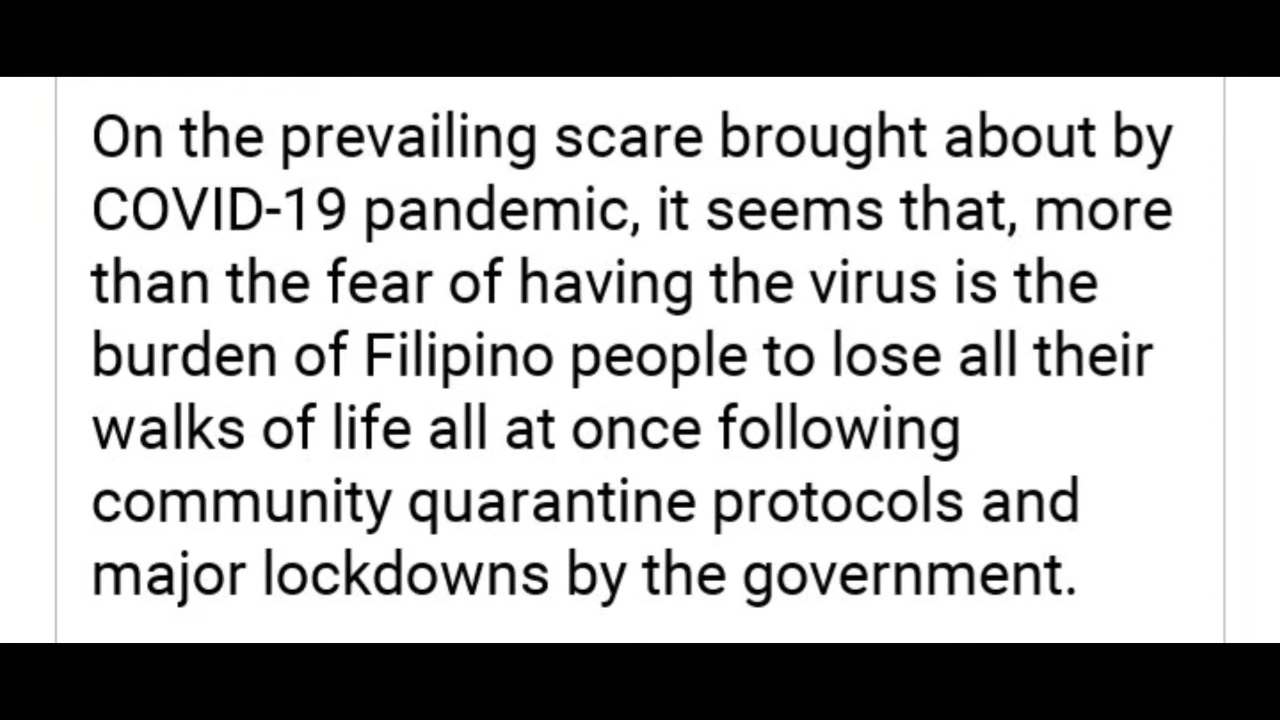 On the prevailing scare brought about by
COVID-19 pandemic, it seems that, more
than the fear of having the virus is the
burden of Filipino people to lose all their
walks of life all at once following
community quarantine protocols and
major lockdowns by the government.